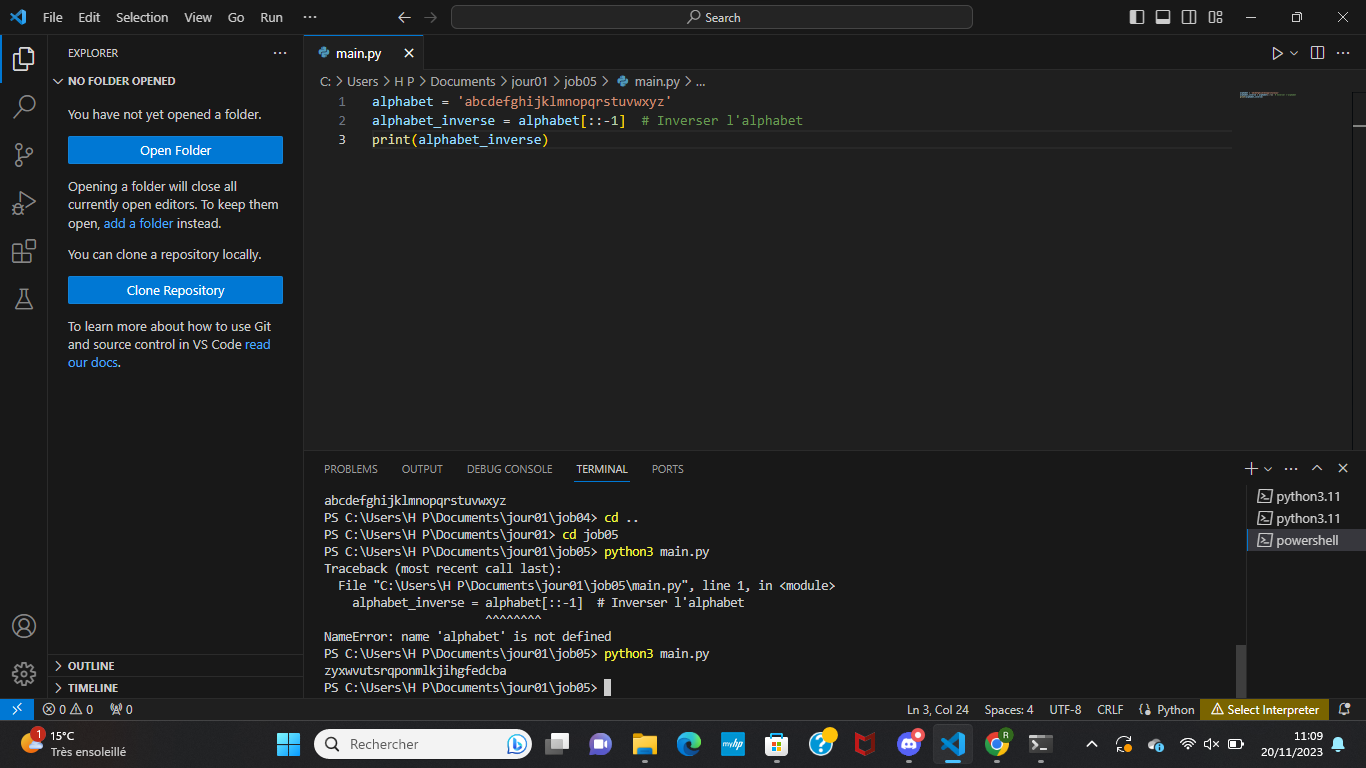 File Edit Selection View Go Run ···
Search
EXPLORER
NO FOLDER OPENED
You have not yet opened a folder.
Open Folder
Opening a folder will close all
currently open editors. To keep them
open, add a folder instead.
You can clone a repository locally.
Clone Repository
To learn more about how to use Git
and source control in VS Code read
our docs.
OUTLINE
TIMELINE
main.py
C: > Users > H P > Documents > jour01 > job05 > main.py > ...
1 alphabet = 'abcdefghijklmnopqrstuvwxyz'
2 alphabet_inverse = alphabet[::-1]  # Inverser l'alphabet
3 print(alphabet_inverse)
PROBLEMS OUTPUT DEBUG CONSOLE TERMINAL PORTS
abcdefghijklmnopqrstuvwxyz
PS C:\Users\H P\Documents\jour01\job04> cd ..
PS C:\Users\H P\Documents\jour01> cd job05
PS C:\Users\H P\Documents\jour01\job05> python3 main.py
Traceback (most recent call last):
  File "C:\Users\H P\Documents\jour01\job05\main.py", line 1, in <module>
    alphabet_inverse = alphabet[::-1]  # Inverser l'alphabet
                       ^^^^^^^^
NameError: name 'alphabet' is not defined
PS C:\Users\H P\Documents\jour01\job05> python3 main.py
zyxwvutsrqponmlkjihgfedcba
PS C:\Users\H P\Documents\jour01\job05>
python3.11
python3.11
powershell
0 0 0
Ln 3, Col 24 Spaces: 4 UTF-8 CRLF Python Select Interpreter
1
15°C
Très ensoleillé
Rechercher
myhp
R
11:09
20/11/2023